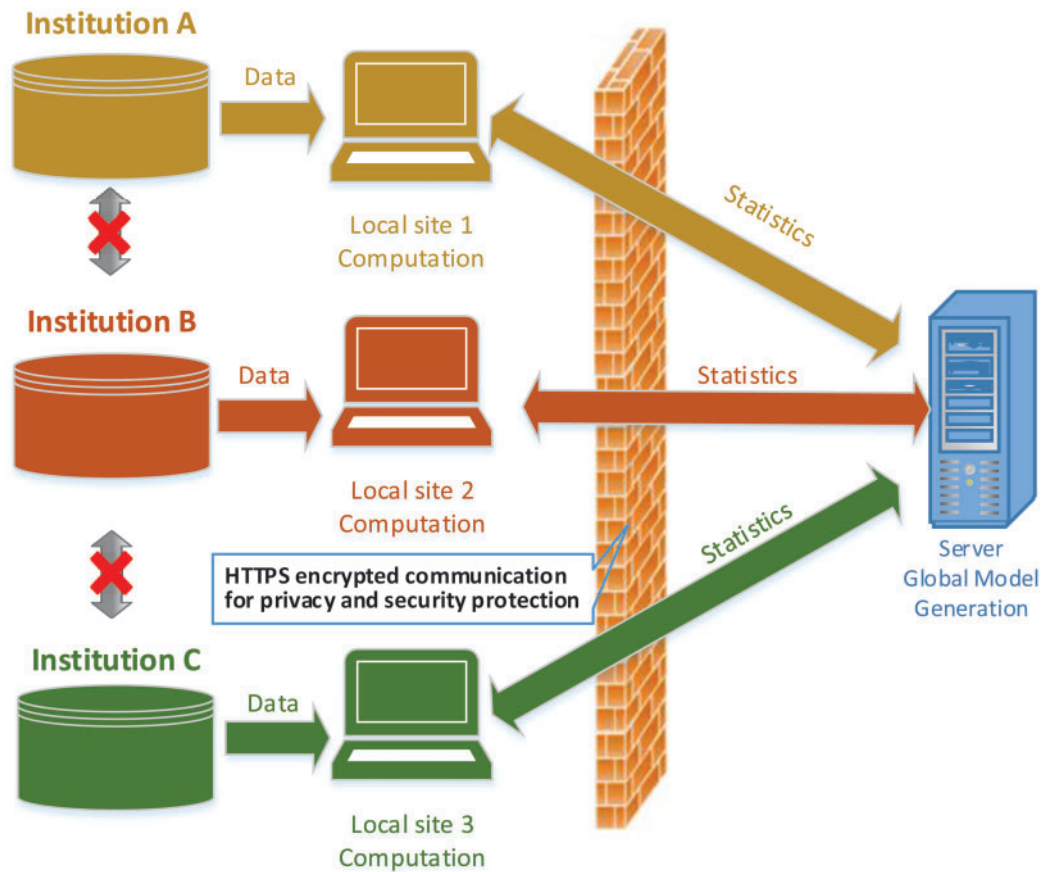 Institution A
Data
Local site 1
Computation
Statistics
Institution B
Data
Local site 2
Computation
Statistics
HTTPS encrypted communication
for privacy and security protection
Server
Global Model
Generation
Institution C
Data
Local site 3
Computation
Statistics